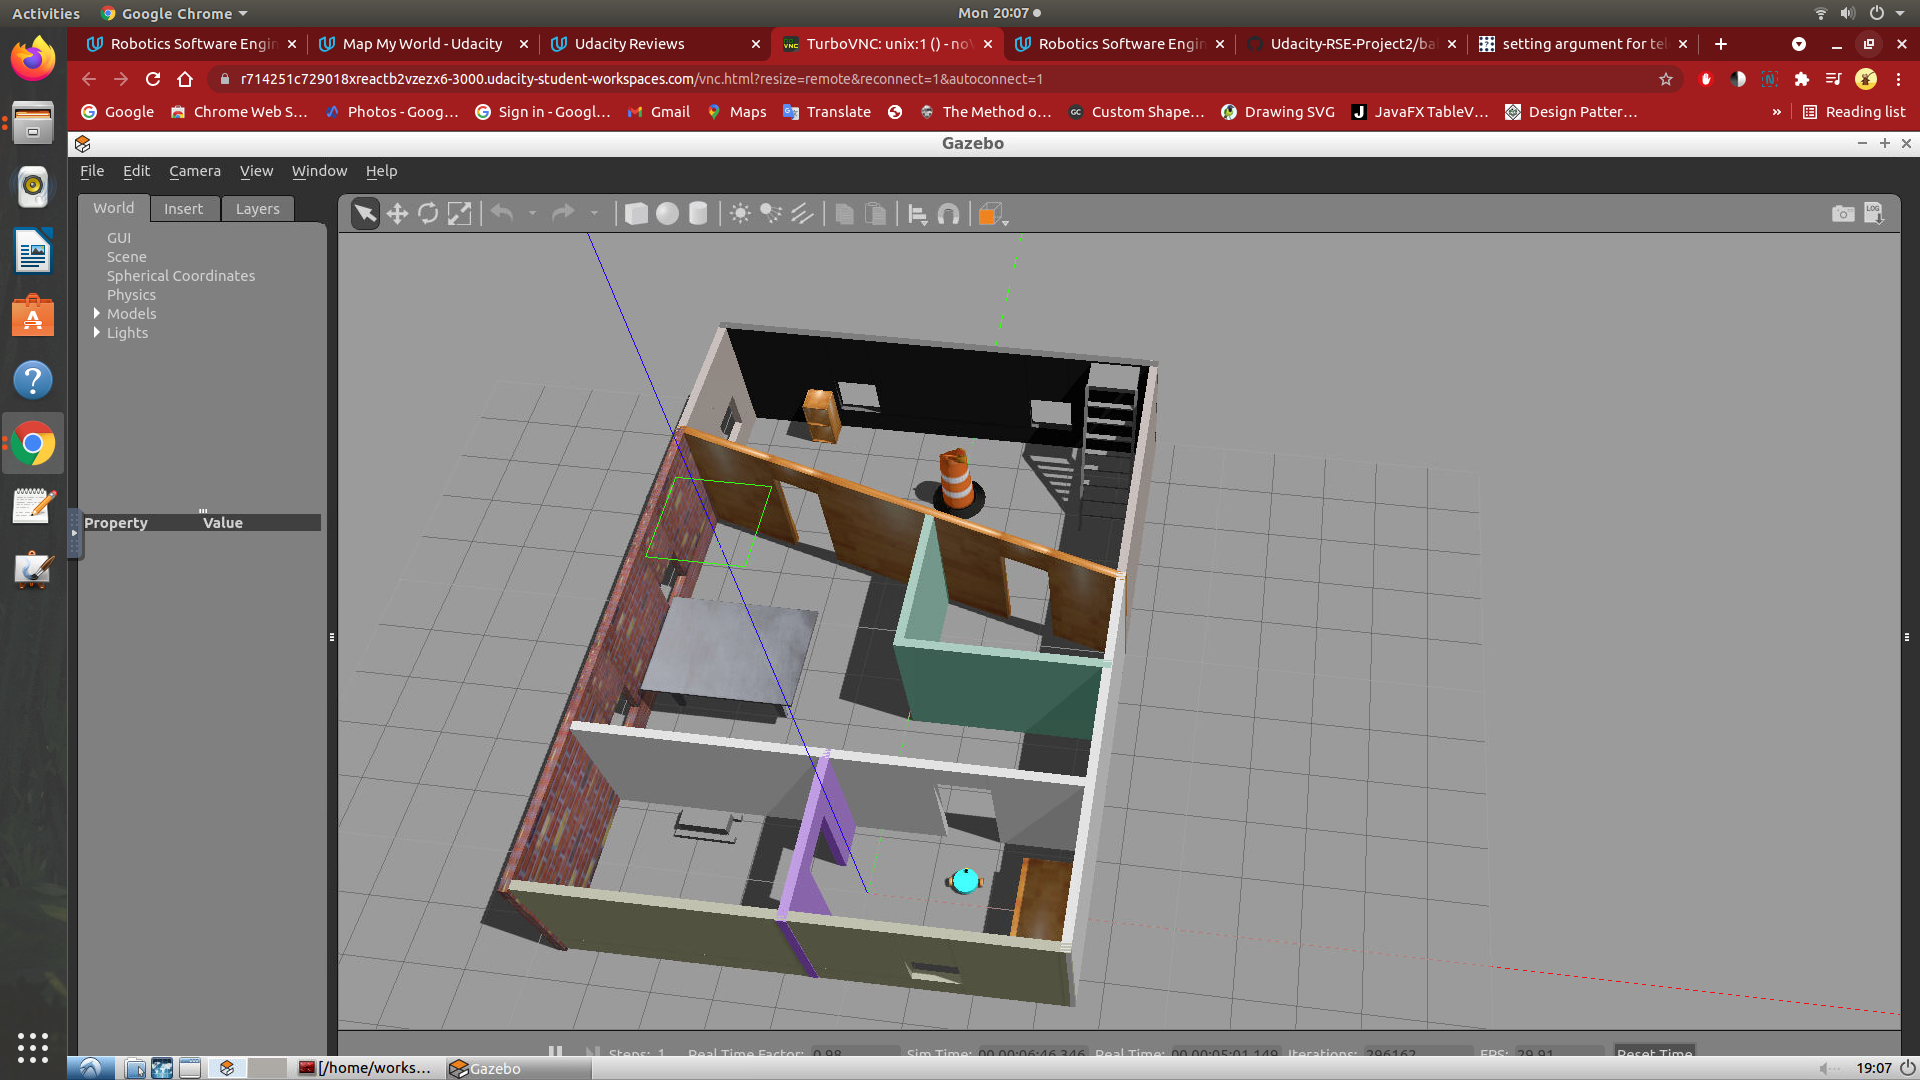 Activities Google Chrome Mon 20:07
Robotics Software Engin Map My World - Udacity Udacity Reviews TurboVNC: unix:1 () - noV Robotics Software Engin Udacity-RSE-Project2/bal setting argument for tel
r714251c729018xreactb2vzezx6-3000.udacity-student-workspaces.com/vnc.html?resize=remote&reconnect=1&autoconnect=1
Google Chrome Web S... Photos - Goog... Sign in - Googl... Gmail Maps Translate The Method o... Custom Shape... Drawing SVG JavaFX TableV... Design Patter... » Reading list
Gazebo
File Edit Camera View Window Help
World Insert Layers
LOG
GUI
Scene
Spherical Coordinates
Physics
Models
Lights
Property Value
Steps: 1 Real Time Factor: 0.98 Sim Time: 00 00:06:46.346 Real Time: 00 00:05:01.149 Iterations: 296162 FPS: 29.91 Reset Time
[/home/works... Gazebo 19:07